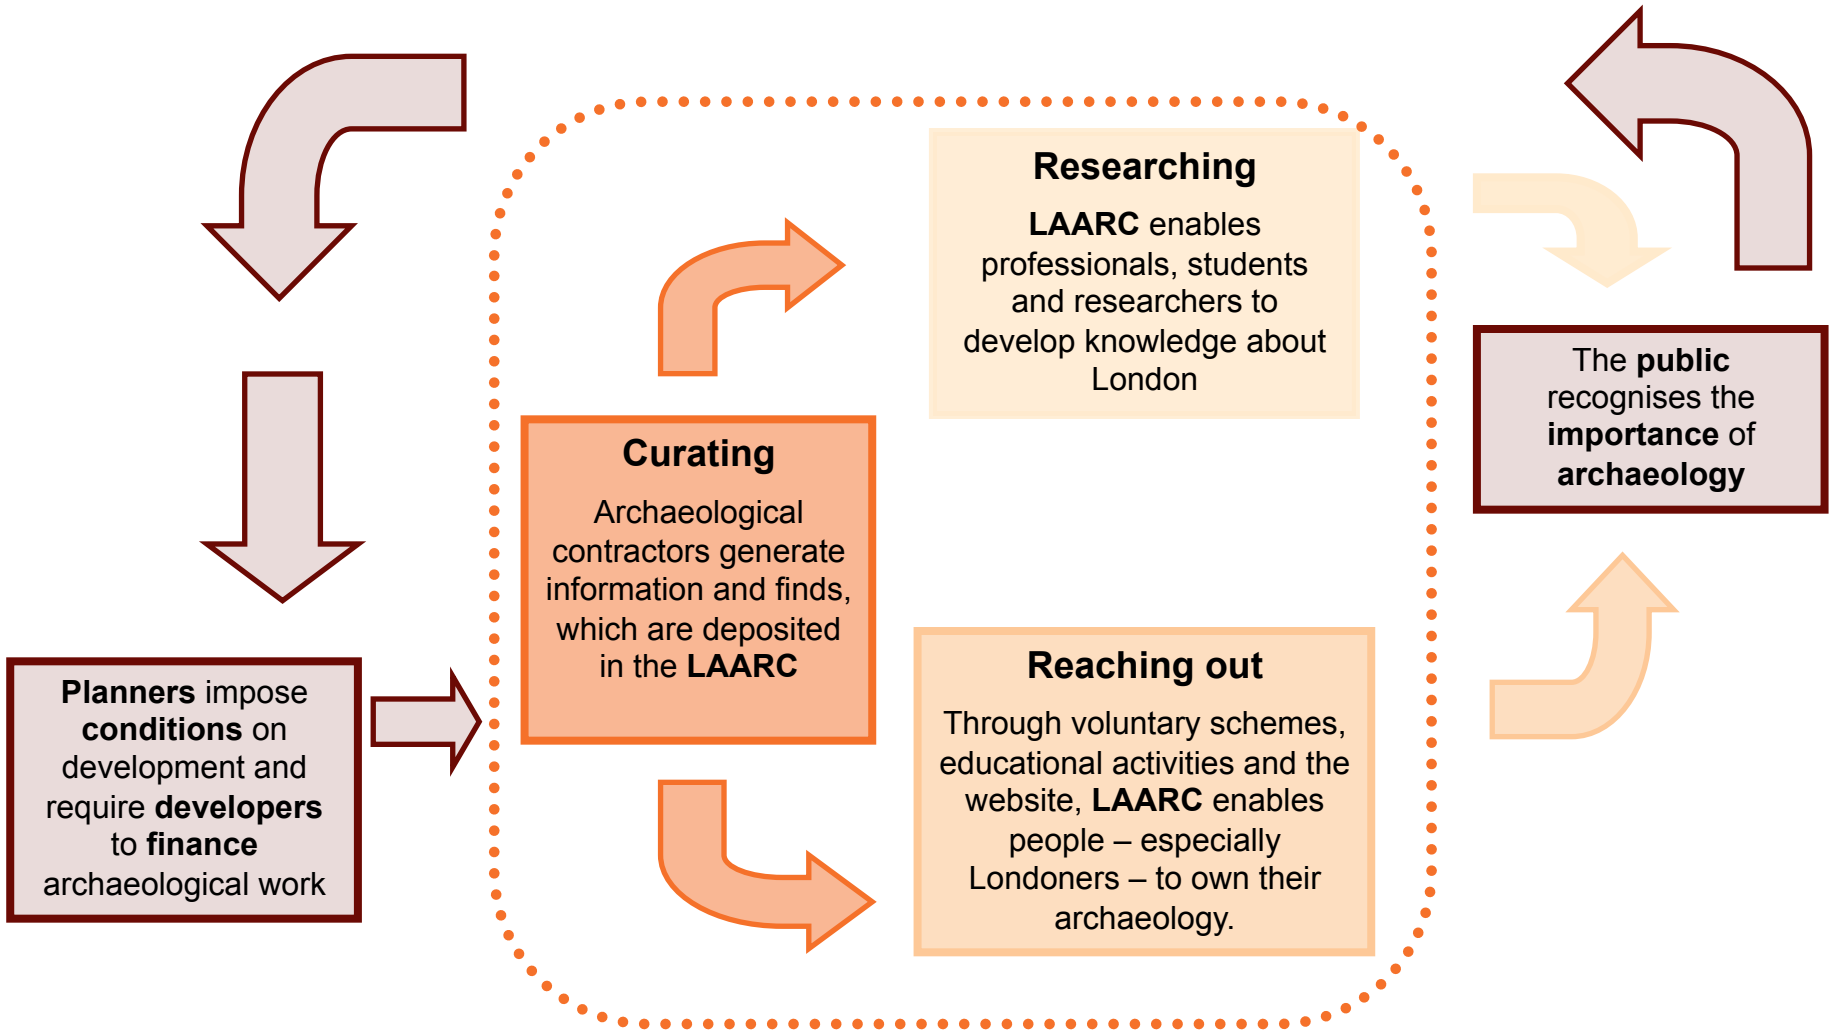 Researching
LAARC enables
professionals, students
and researchers to
develop knowledge about
London
The public
recognises the
importance of
archaeology
Curating
Archaeological
contractors generate
information and finds,
which are deposited
in the LAARC
Planners impose
conditions on
development and
require developers
to finance
archaeological work
Reaching out
Through voluntary schemes,
educational activities and the
website, LAARC enables
people – especially
Londoners – to own their
archaeology.